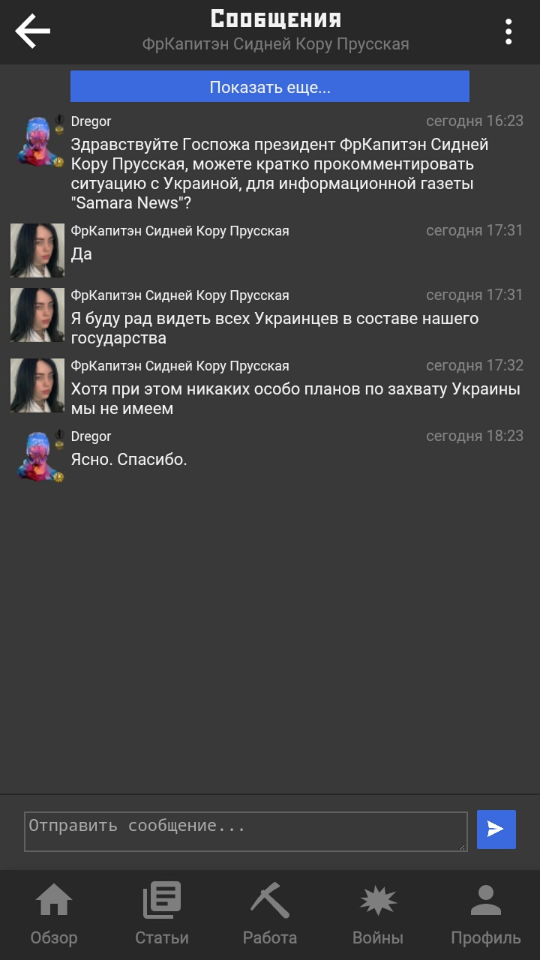 Сообщения
ФрКапитэн Сидней Кору Прусская
Показать еще...
Dregor
сегодня 16:23
Здравствуйте Госпожа президент ФрКапитэн Сидней
Кору Прусская, можете кратко прокомментировать
ситуацию с Украиной, для информационной газеты
"Samara News"?
ФрКапитэн Сидней Кору Прусская
сегодня 17:31
Да
ФрКапитэн Сидней Кору Прусская
сегодня 17:31
Я буду рад видеть всех Украинцев в составе нашего
государства
ФрКапитэн Сидней Кору Прусская
сегодня 17:32
Хотя при этом никаких особо планов по захвату Украины
мы не имеем
Dregor
сегодня 18:23
Ясно. Спасибо.
Отправить сообщение...
Обзор
Статьи
Работа
Войны
Профиль